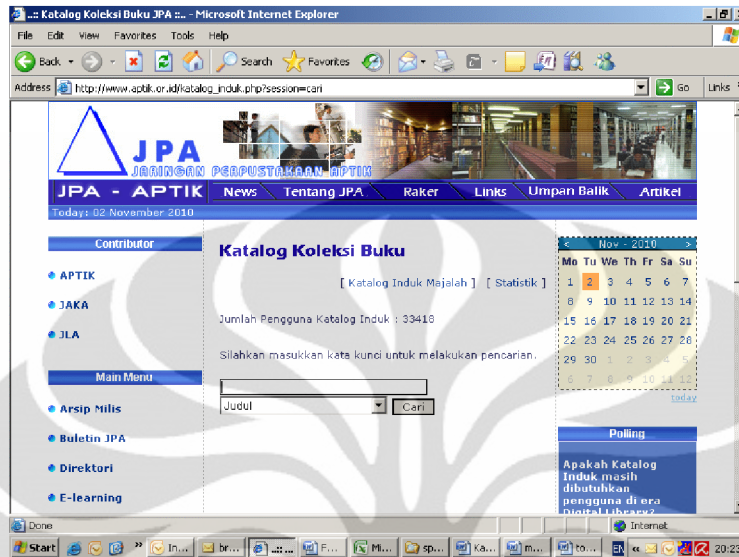 ..:: Katalog Koleksi Buku JPA ::.. - Microsoft Internet Explorer
File Edit View Favorites Tools Help
Back Search Favorites
Address http://www.aptik.or.id/katalog_induk.php?session=cari Go Links
JPA
JARINGAN PERPUSTAKAAN APTIK
JPA - APTIK News Tentang JPA Raker Links Umpan Balik Artikel
Today: 02 November 2010
Contributor
APTIK
JAKA
JLA
Main Menu
Arsip Milis
Buletin JPA
Direktori
E-learning
Katalog Koleksi Buku
[ Katalog Induk Majalah ] [ Statistik ]
Jumlah Pengguna Katalog Induk : 33418
Silahkan masukkan kata kunci untuk melakukan pencarian.
Judul Cari
< Nov - 2010 >
Mo Tu We Th Fr Sa Su
1 2 3 4 5 6 7
8 9 10 11 12 13 14
15 16 17 18 19 20 21
22 23 24 25 26 27 28
29 30 1 2 3 4 5
6 7 8 9 10 11 12
today
Polling
Apakah Katalog
Induk masih
dibutuhkan
pengguna di era
Digital Library?
Done Internet
Start In... br... ..::... F... Mi... sp... Ka... m... to... EN 20:23